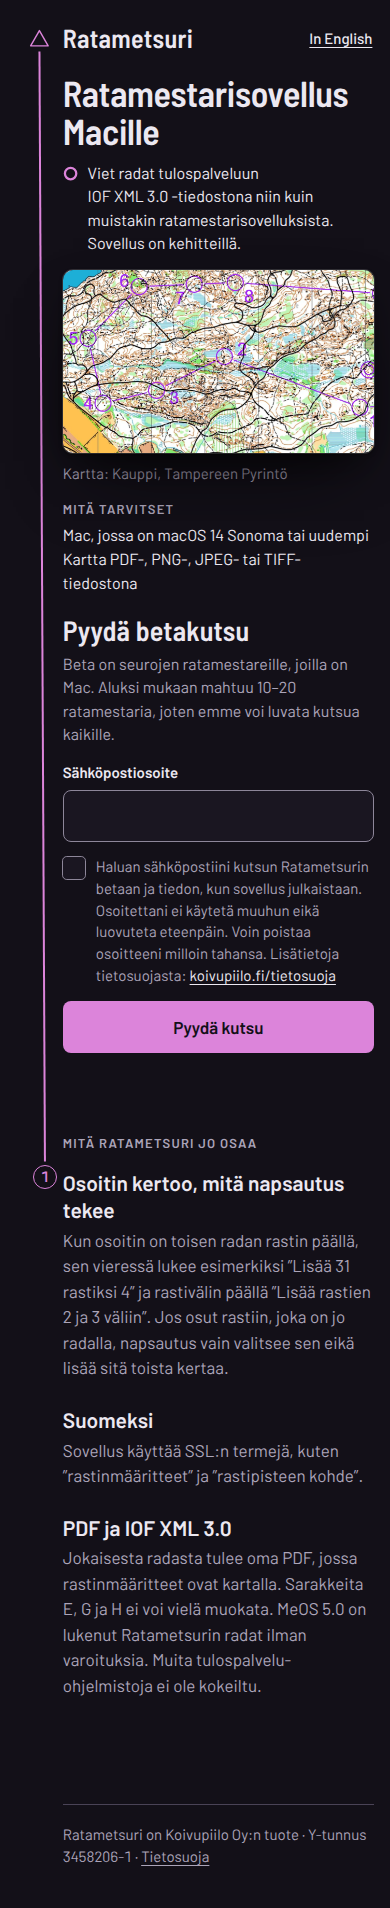 Ratametsuri
In English
Ratamestarisovellus
Macille
Viet radat tulospalveluun
IOF XML 3.0 -tiedostona niin kuin
muistakin ratamestarisovelluksista.
Sovellus on kehitteillä.
6
7
8
5
2
4
3
Kartta: Kauppi, Tampereen Pyrintö
MITÄ TARVITSET
Mac, jossa on macOS 14 Sonoma tai uudempi
Kartta PDF-, PNG-, JPEG- tai TIFF-
tiedostona
Pyydä betakutsu
Beta on seurojen ratamestareille, joilla on
Mac. Aluksi mukaan mahtuu 10–20
ratamestaria, joten emme voi luvata kutsua
kaikille.
Sähköpostiosoite
Haluan sähköpostiini kutsun Ratametsurin
betaan ja tiedon, kun sovellus julkaistaan.
Osoitettani ei käytetä muuhun eikä
luovuteta eteenpäin. Voin poistaa
osoitteeni milloin tahansa. Lisätietoja
tietosuojasta: koivupiilo.fi/tietosuoja
Pyydä kutsu
MITÄ RATAMETSURI JO OSAA
1
Osoitin kertoo, mitä napsautus
tekee
Kun osoitin on toisen radan rastin päällä,
sen vieressä lukee esimerkiksi ”Lisää 31
rastiksi 4” ja rastivälin päällä ”Lisää rastien
2 ja 3 väliin”. Jos osut rastiin, joka on jo
radalla, napsautus vain valitsee sen eikä
lisää sitä toista kertaa.
Suomeksi
Sovellus käyttää SSL:n termejä, kuten
”rastinmääritteet” ja ”rastipisteen kohde”.
PDF ja IOF XML 3.0
Jokaisesta radasta tulee oma PDF, jossa
rastinmääritteet ovat kartalla. Sarakkeita
E, G ja H ei voi vielä muokata. MeOS 5.0 on
lukenut Ratametsurin radat ilman
varoituksia. Muita tulospalvelu-
ohjelmistoja ei ole kokeiltu.
Ratametsuri on Koivupiilo Oy:n tuote · Y-tunnus
3458206-1 · Tietosuoja